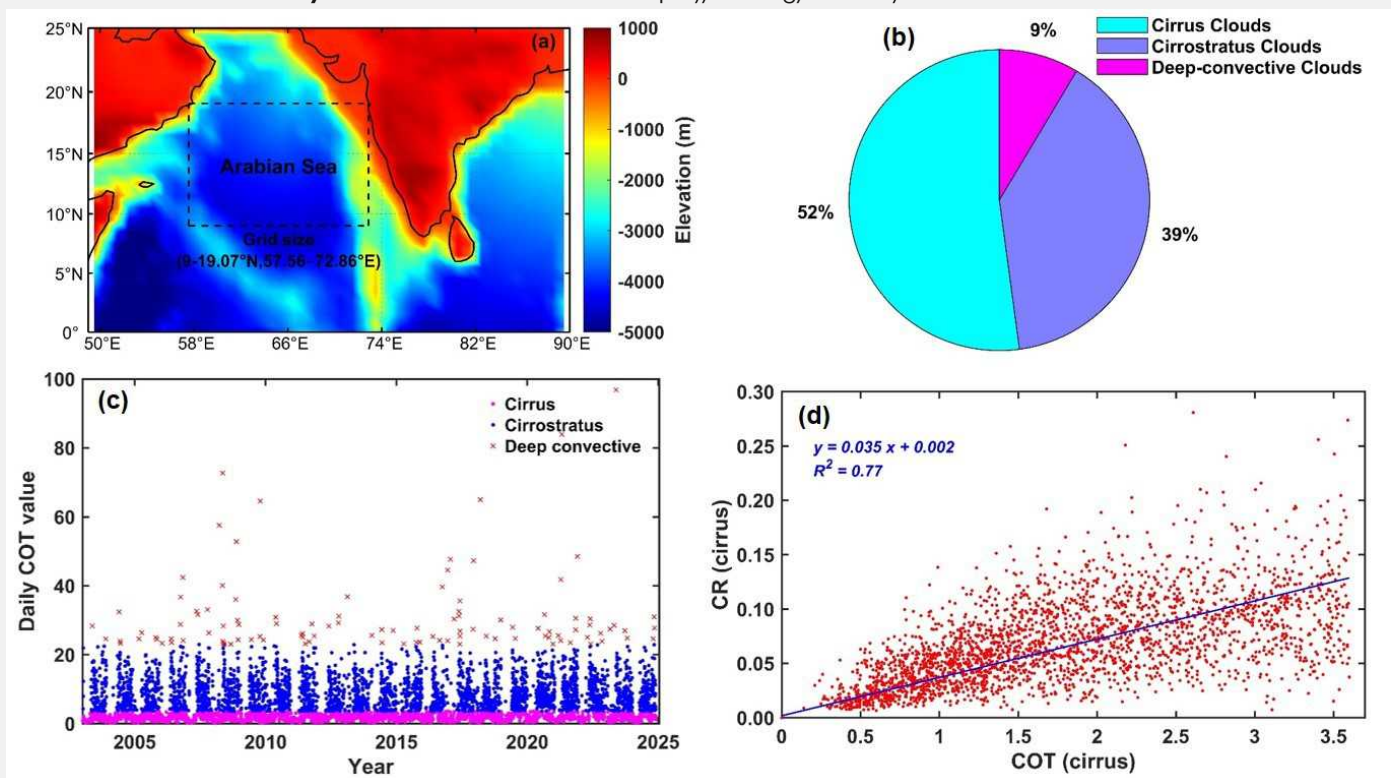 25°N
20°N
15°N
10°N
5°N
0°
50°E
58°E
66°E
74°E
82°E
90°E
(a)
Arabian Sea
Grid size
(9-19.07°N,57.56-72.86°E)
1000
0
-1000
-2000
-3000
-4000
-5000
Elevation (m)
(b)
9%
52%
39%
Cirrus Clouds
Cirrostratus Clouds
Deep-convective Clouds
(c)
Cirrus
Cirrostratus
Deep convective
100
80
60
40
20
0
Daily COT value
2005
2010
2015
2020
2025
Year
(d)
y = 0.035 x + 0.002
R² = 0.77
0.30
0.25
0.20
0.15
0.10
0.05
0.00
CR (cirrus)
0
0.5
1
1.5
2
2.5
3
3.5
COT (cirrus)